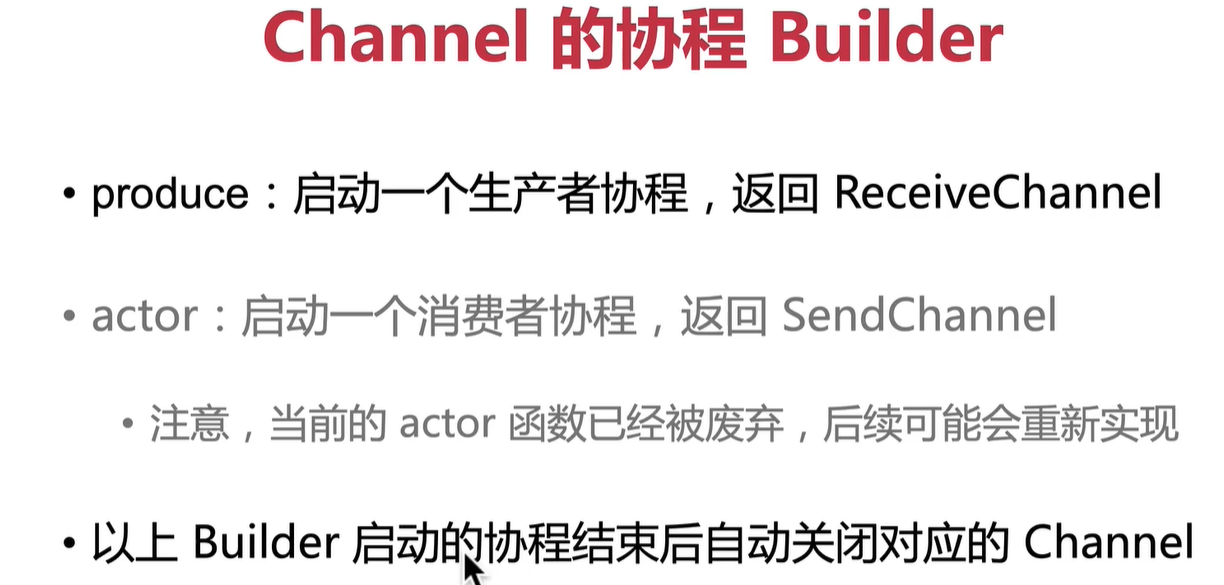 Channel 的协程 Builder
• produce：启动一个生产者协程，返回 ReceiveChannel
• actor：启动一个消费者协程，返回 SendChannel
• 注意，当前的 actor 函数已经被废弃，后续可能会重新实现
• 以上 Builder 启动的协程结束后自动关闭对应的 Channel